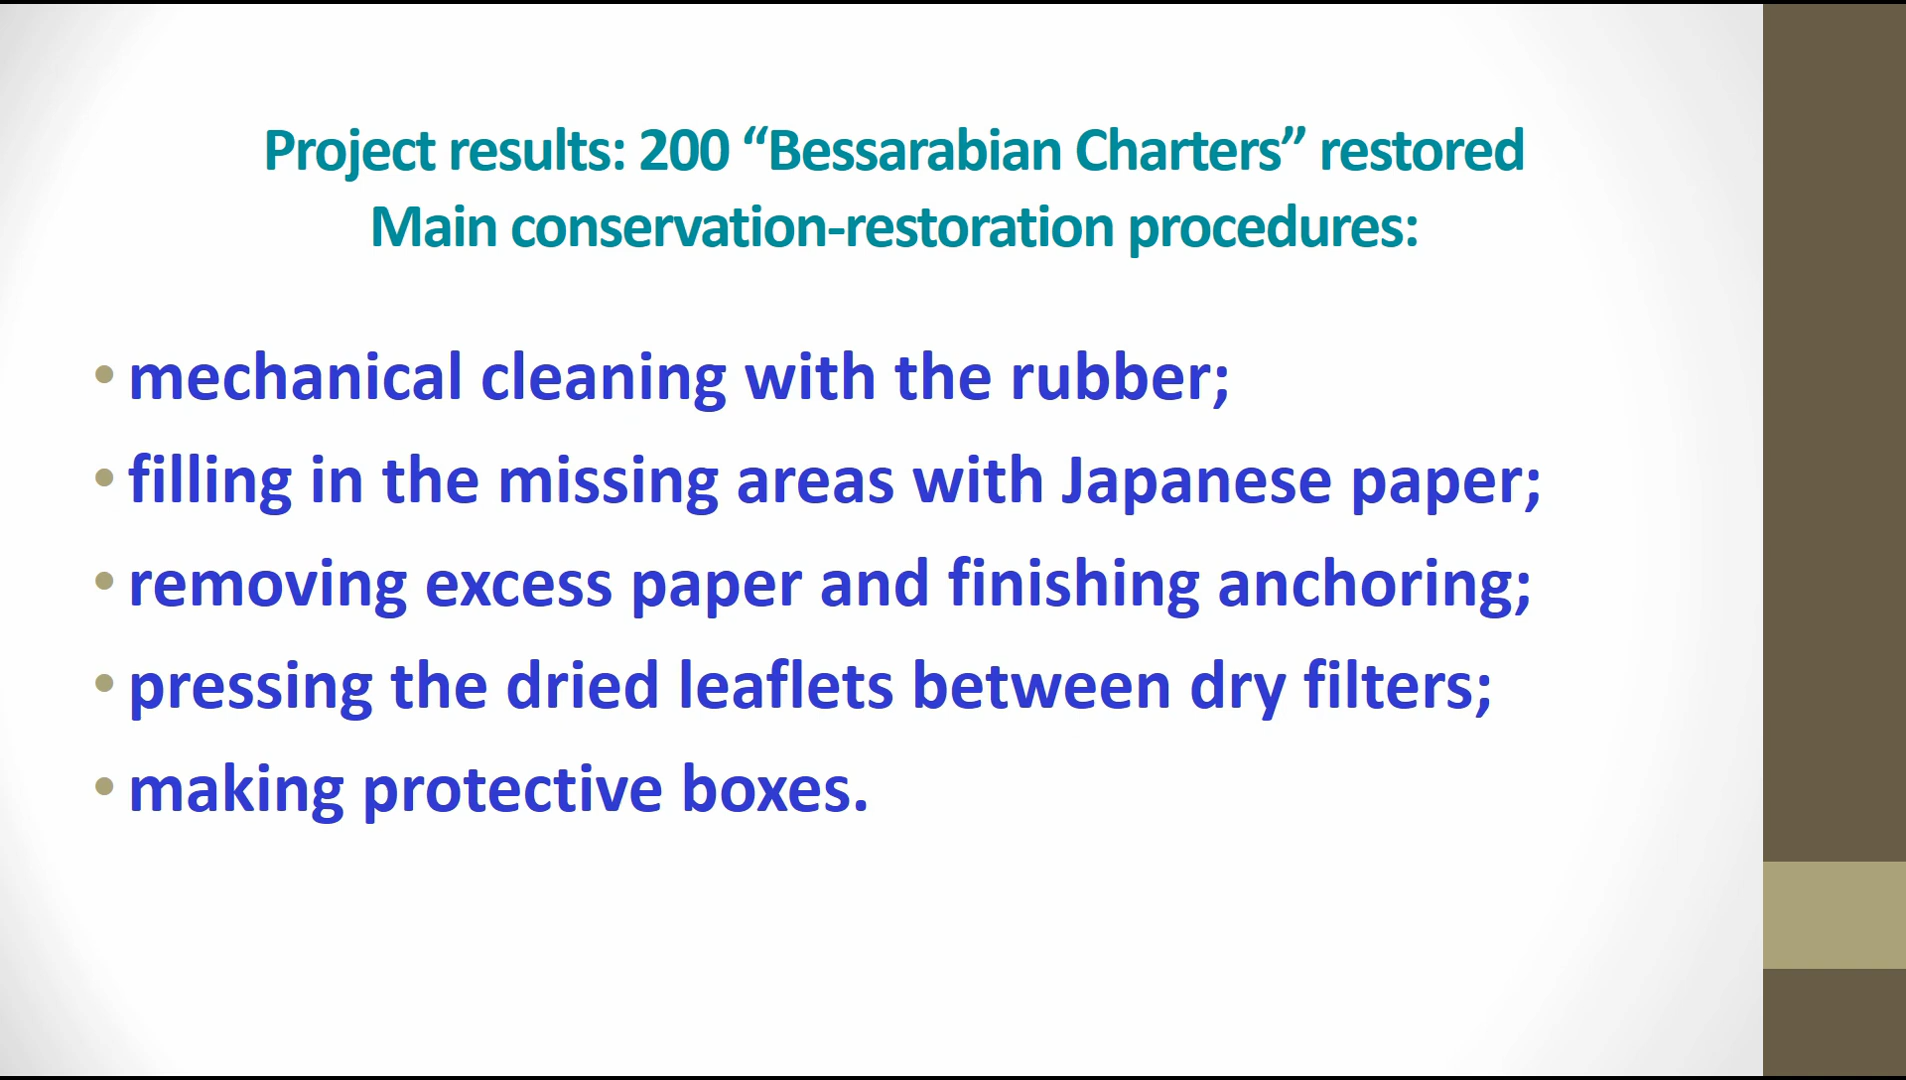 Project results: 200 “Bessarabian Charters” restored
Main conservation-restoration procedures:
• mechanical cleaning with the rubber;
• filling in the missing areas with Japanese paper;
• removing excess paper and finishing anchoring;
• pressing the dried leaflets between dry filters;
• making protective boxes.